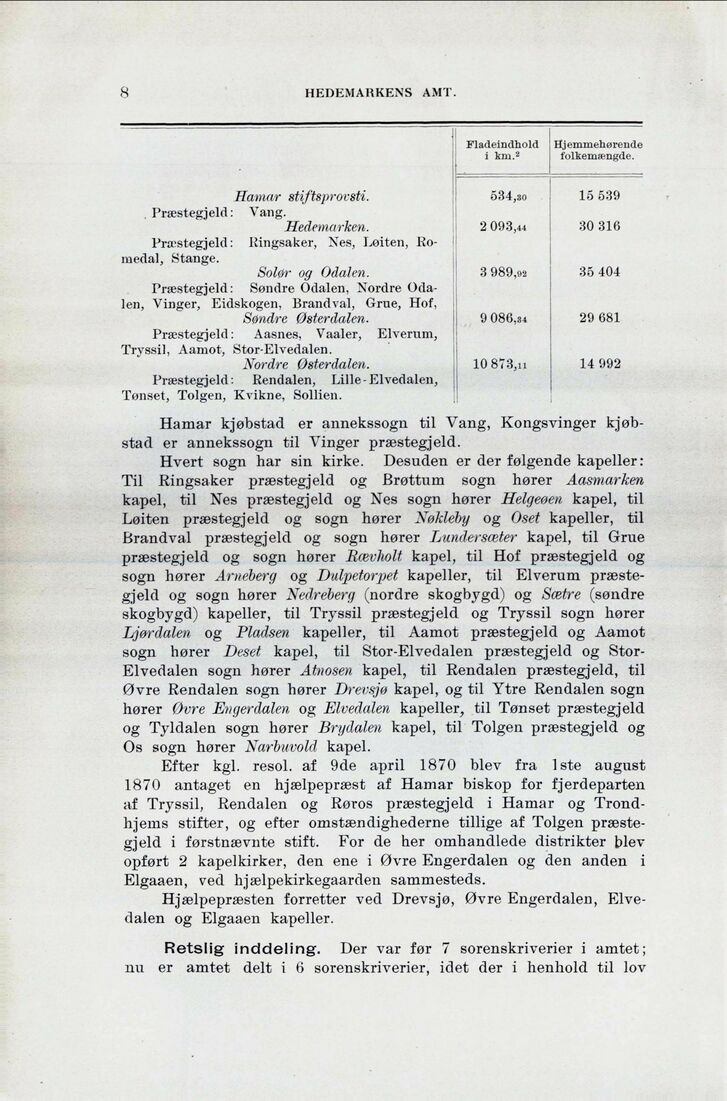 8 HEDEMARKENS AMT.
Fladeindhold i km.² Hjemmehørende folkemængde.
Hamar stiftsprovsti. 534,30 15 539
Præstegjeld: Vang.
Hedemarken. 2 093,44 30 316
Præstegjeld: Ringsaker, Nes, Løiten, Ro-
medal, Stange.
Solør og Odalen. 3 989,92 35 404
Præstegjeld: Søndre Odalen, Nordre Oda-
len, Vinger, Eidskogen, Brandval, Grue, Hof,
Søndre Østerdalen. 9 086,34 29 681
Præstegjeld: Aasnes, Vaaler, Elverum,
Tryssil, Aamot, Stor-Elvedalen.
Nordre Østerdalen. 10 873,11 14 992
Præstegjeld: Rendalen, Lille-Elvedalen,
Tønset, Tolgen, Kvikne, Sollien.
Hamar kjøbstad er annekssogn til Vang, Kongsvinger kjøb-
stad er annekssogn til Vinger præstegjeld.
Hvert sogn har sin kirke. Desuden er der følgende kapeller:
Til Ringsaker præstegjeld og Brøttum sogn hører Aasmarken
kapel, til Nes præstegjeld og Nes sogn hører Helgeøen kapel, til
Løiten præstegjeld og sogn hører Nøkleby og Oset kapeller, til
Brandval præstegjeld og sogn hører Lundersæter kapel, til Grue
præstegjeld og sogn hører Rævholt kapel, til Hof præstegjeld og
sogn hører Arneberg og Dulpetorpet kapeller, til Elverum præste-
gjeld og sogn hører Nedreberg (nordre skogbygd) og Sætre (søndre
skogbygd) kapeller, til Tryssil præstegjeld og Tryssil sogn hører
Ljørdalen og Pladsen kapeller, til Aamot præstegjeld og Aamot
sogn hører Deset kapel, til Stor-Elvedalen præstegjeld og Stor-
Elvedalen sogn hører Atnosen kapel, til Rendalen præstegjeld, til
Øvre Rendalen sogn hører Drevsjø kapel, og til Ytre Rendalen sogn
hører Øvre Engerdalen og Elvedalen kapeller, til Tønset præstegjeld
og Tyldalen sogn hører Brydalen kapel, til Tolgen præstegjeld og
Os sogn hører Narbuvold kapel.
Efter kgl. resol. af 9de april 1870 blev fra 1ste august
1870 antaget en hjælpepræst af Hamar biskop for fjerdeparten
af Tryssil, Rendalen og Røros præstegjeld i Hamar og Trond-
hjems stifter, og efter omstændighederne tillige af Tolgen præste-
gjeld i førstnævnte stift. For de her omhandlede distrikter blev
opført 2 kapelkirker, den ene i Øvre Engerdalen og den anden i
Elgaaen, ved hjælpekirkegaarden sammesteds.
Hjælpepræsten forretter ved Drevsjø, Øvre Engerdalen, Elve-
dalen og Elgaaen kapeller.
Retslig inddeling. Der var før 7 sorenskriverier i amtet;
nu er amtet delt i 6 sorenskriverier, idet der i henhold til lov